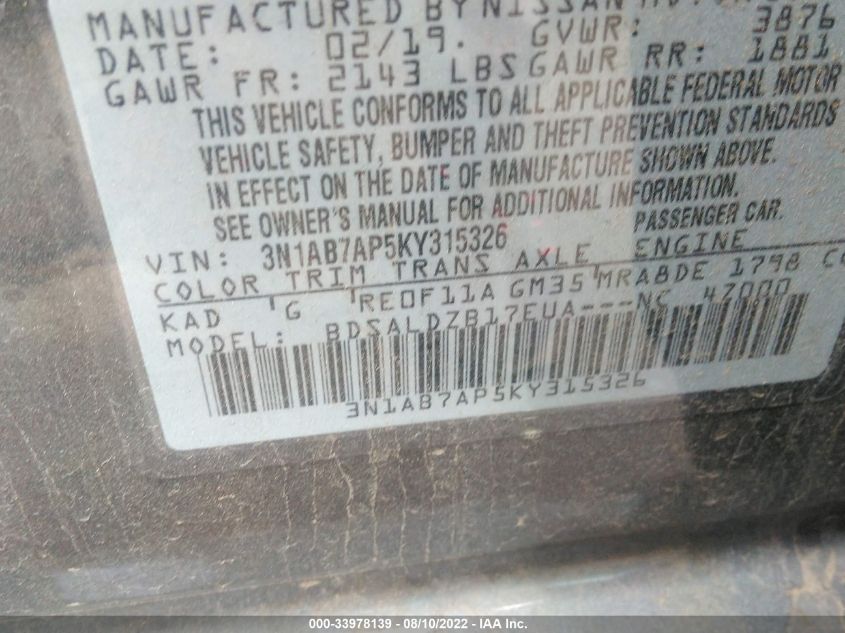 MANUFACTURED BY NISSAN
DATE: 02/19. GVWR: 3876
GAWR FR: 2143 LBS GAWR RR: 1881
THIS VEHICLE CONFORMS TO ALL APPLICABLE FEDERAL MOTOR
VEHICLE SAFETY, BUMPER AND THEFT PREVENTION STANDARDS
IN EFFECT ON THE DATE OF MANUFACTURE SHOWN ABOVE.
SEE OWNER'S MANUAL FOR ADDITIONAL INFORMATION.
VIN: 3N1AB7AP5KY315326 PASSENGER CAR.
COLOR TRIM TRANS AXLE ENGINE
KAD G RE0F11A GM35 MRA8DE 1798 CC
MODEL: BDSALDZB17EUA---NC 47000
3N1AB7AP5KY315326
000-33978139 - 08/10/2022 - IAA Inc.